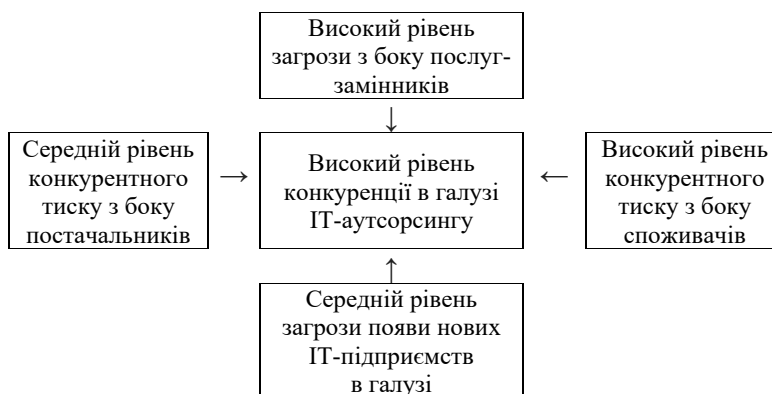 Високий рівень
загрози з боку послуг-
замінників
↓
Середній рівень
конкурентного
тиску з боку
постачальників
→
Високий рівень
конкуренції в галузі
ІТ-аутсорсингу
←
Високий рівень
конкурентного
тиску з боку
споживачів
↑
Середній рівень
загрози появи нових
ІТ-підприємств
в галузі